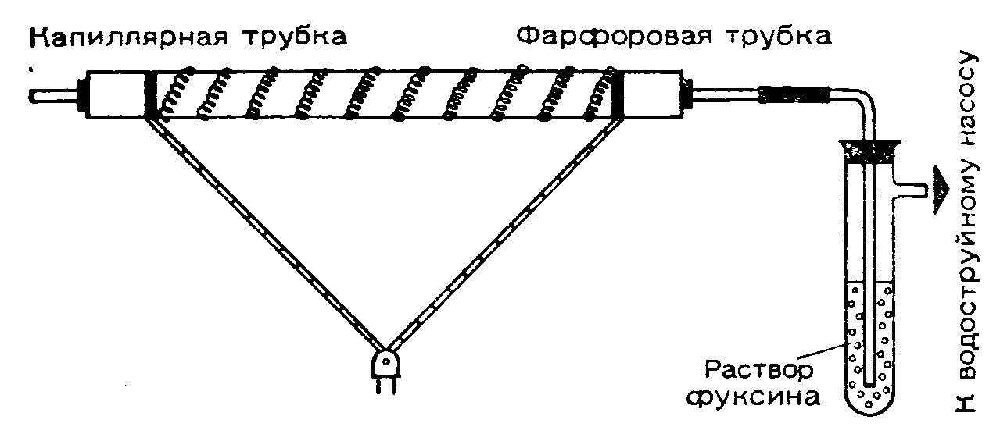 Капиллярная трубка
Фарфоровая трубка
Раствор
фуксина
К водоструйному насосу